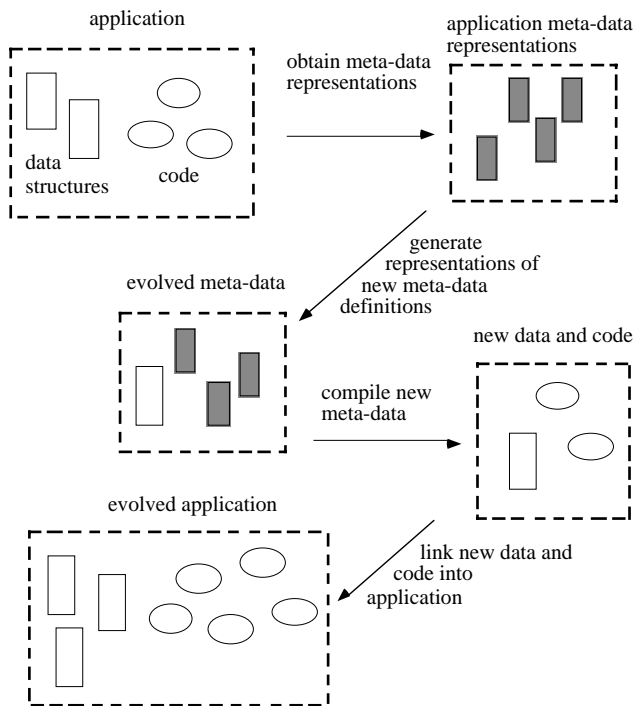 application
application meta-data
representations
obtain meta-data
representations
data
structures
code
generate
representations of
new meta-data
definitions
evolved meta-data
new data and code
compile new
meta-data
evolved application
link new data and
code into
application